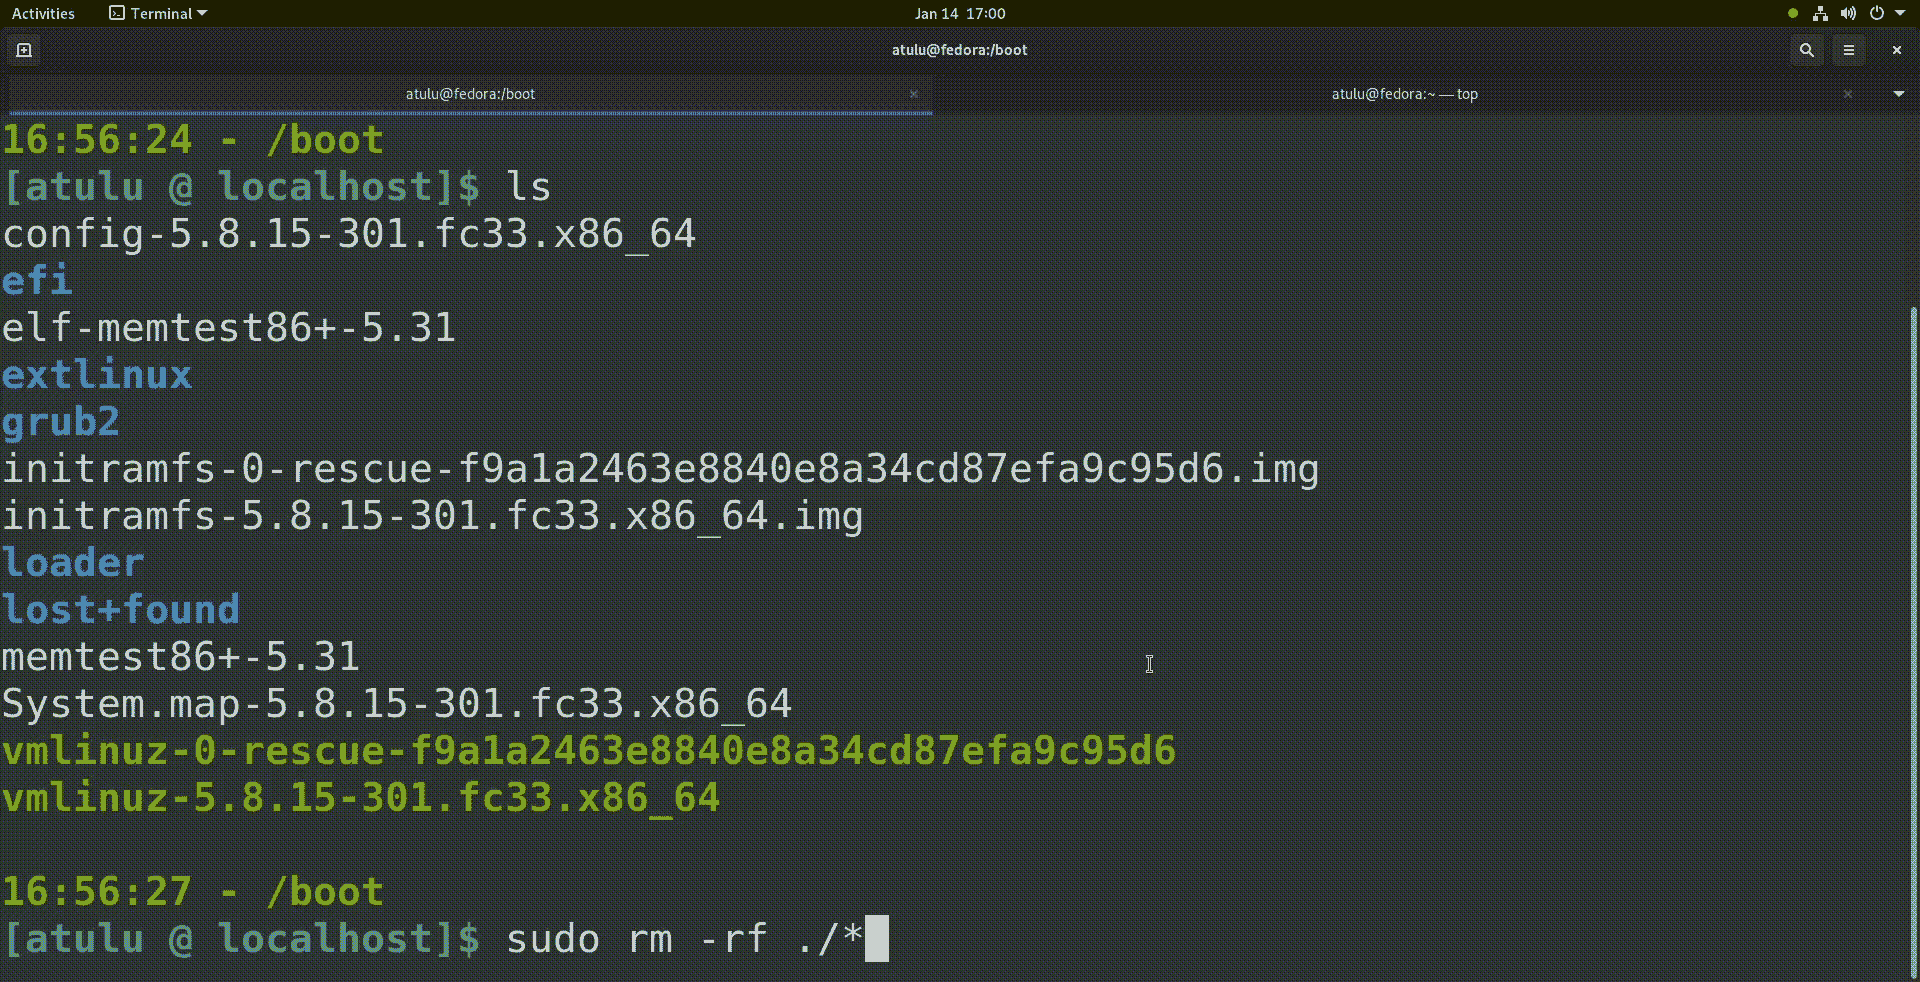 Activities Terminal Jan 14 17:00
atulu@fedora:/boot
atulu@fedora:/boot × atulu@fedora:~ — top ×
16:56:24 - /boot
[atulu @ localhost]$ ls
config-5.8.15-301.fc33.x86_64
efi
elf-memtest86+-5.31
extlinux
grub2
initramfs-0-rescue-f9a1a2463e8840e8a34cd87efa9c95d6.img
initramfs-5.8.15-301.fc33.x86_64.img
loader
lost+found
memtest86+-5.31
System.map-5.8.15-301.fc33.x86_64
vmlinuz-0-rescue-f9a1a2463e8840e8a34cd87efa9c95d6
vmlinuz-5.8.15-301.fc33.x86_64
16:56:27 - /boot
[atulu @ localhost]$ sudo rm -rf ./*